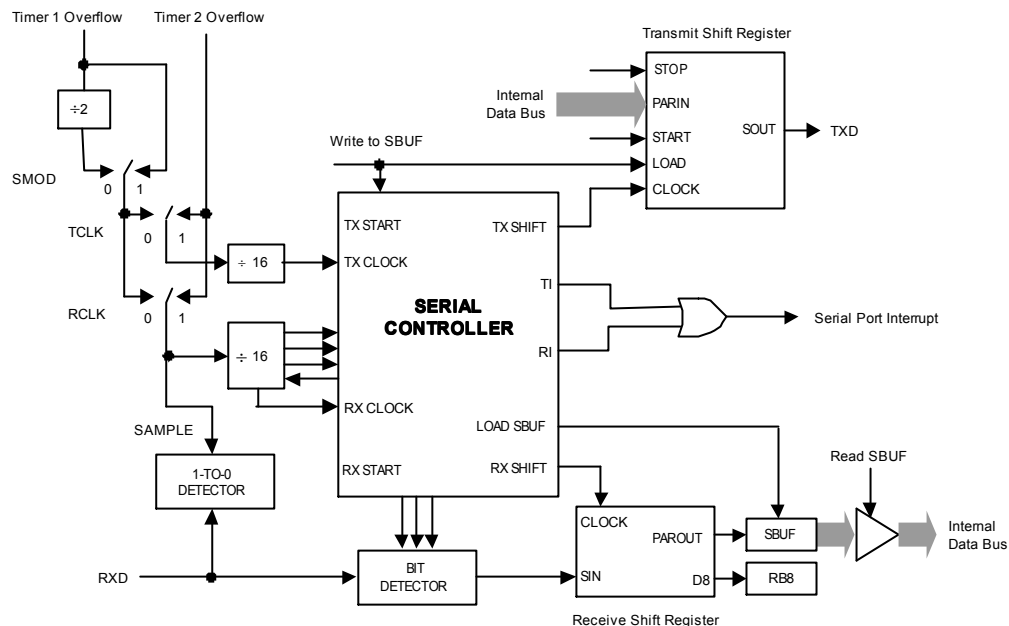 Timer 1 Overflow
Timer 2 Overflow
Transmit Shift Register
÷2
STOP
Internal
Data Bus
PARIN
SOUT
TXD
START
Write to SBUF
LOAD
SMOD
0
1
CLOCK
TX START
TX SHIFT
TCLK
0
1
÷ 16
TX CLOCK
TI
SERIAL
CONTROLLER
RCLK
0
1
Serial Port Interrupt
÷ 16
RI
RX CLOCK
SAMPLE
LOAD SBUF
1-TO-0
DETECTOR
RX START
RX SHIFT
Read SBUF
CLOCK
PAROUT
SBUF
Internal
Data Bus
RXD
BIT
DETECTOR
SIN
D8
RB8
Receive Shift Register